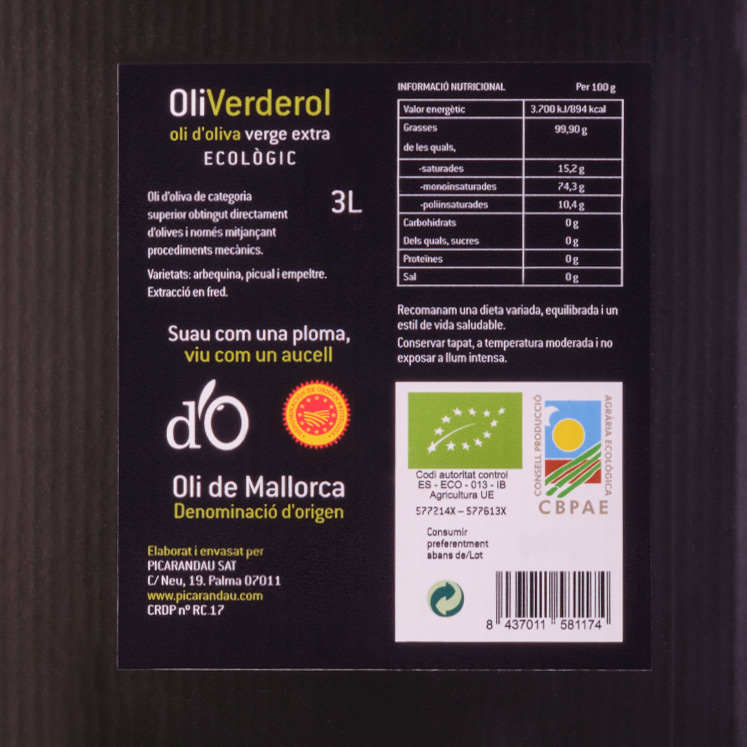 OliVerderol
oli d'oliva verge extra
ECOLÒGIC
Oli d'oliva de categoria
superior obtingut directament
d'olives i només mitjançant
procediments mecànics.
3L
Varietats: arbequina, picual i empeltre.
Extracció en fred.
Suau com una ploma,
viu com un aucell
d'O
Oli de Mallorca
Denominació d'origen
Elaborat i envasat per
PICARANDAU SAT
C/ Neu, 19. Palma 07011
www.picarandau.com
CRDP nº RC 17
INFORMACIÓ NUTRICIONAL Per 100 g
Valor energètic 3.700 kJ/894 kcal
Grasses 99,90 g
de les quals,
-saturades 15,2 g
-monoinsaturades 74,3 g
-poliinsaturades 10,4 g
Carbohidrats 0 g
Dels quals, sucres 0 g
Proteïnes 0 g
Sal 0 g
Recomanam una dieta variada, equilibrada i un
estil de vida saludable.
Conservar tapat, a temperatura moderada i no
exposar a llum intensa.
Codi autoritat control
ES - ECO - 013 - IB
Agricultura UE
577214X – 577613X
CONSELL PRODUCCIÓ
AGRÀRIA ECOLÒGICA
CBPAE
Consumir
preferentment
abans de/Lot
8 437011 581174